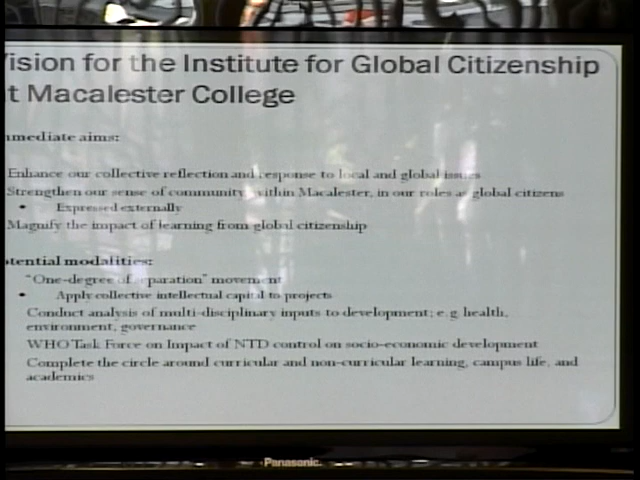 ision for the Institute for Global Citizenship
t Macalester College
mmediate aims:
Enhance our collective reflection and response to local and global issues
Strengthen our sense of community, within Macalester, in our roles as global citizens
• Expressed externally
Magnify the impact of learning from global citizenship
otential modalities:
"One-degree of separation" movement
• Apply collective intellectual capital to projects
Conduct analysis of multi-disciplinary inputs to development; e.g. health,
environment, governance
WHO Task Force on Impact of NTD control on socio-economic development
Complete the circle around curricular and non-curricular learning, campus life, and
academics
Panasonic